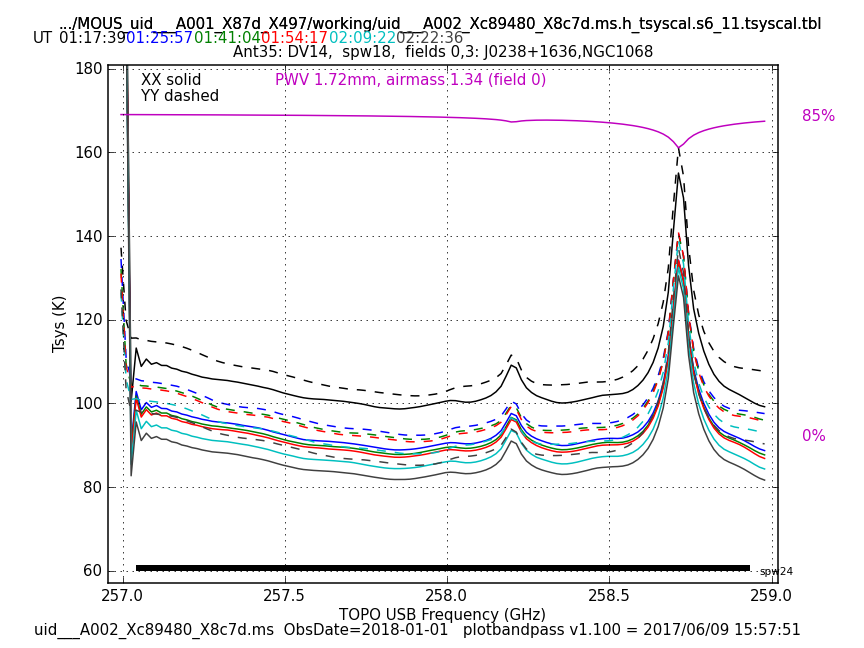 .../MOUS_uid___A001_X87d_X497/working/uid___A002_Xc89480_X8c7d.ms.h_tsyscal.s6_11.tsyscal.tbl
UT 01:17:39 01:25:57 01:41:04 01:54:17 02:09:22 02:22:36
Ant35: DV14,  spw18,  fields 0,3: J0238+1636,NGC1068
XX solid
YY dashed
PWV 1.72mm, airmass 1.34 (field 0)
180
160
140
120
100
80
60
Tsys (K)
85%
0%
spw24
257.0 257.5 258.0 258.5 259.0
TOPO USB Frequency (GHz)
uid___A002_Xc89480_X8c7d.ms  ObsDate=2018-01-01   plotbandpass v1.100 = 2017/06/09 15:57:51